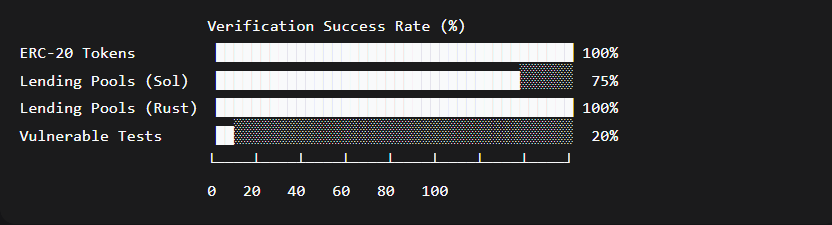 Verification Success Rate (%)
ERC-20 Tokens 100%
Lending Pools (Sol) 75%
Lending Pools (Rust) 100%
Vulnerable Tests 20%
0 20 40 60 80 100